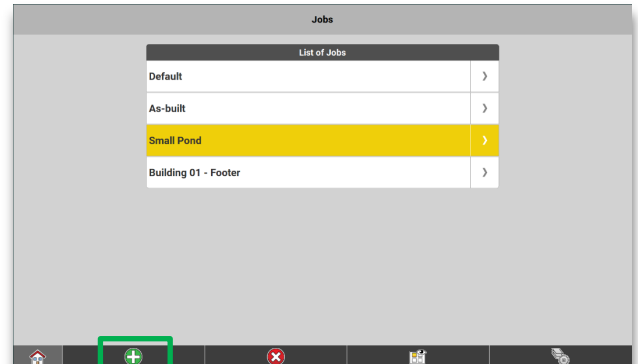 Jobs
List of Jobs
Default
As-built
Small Pond
Building 01 - Footer